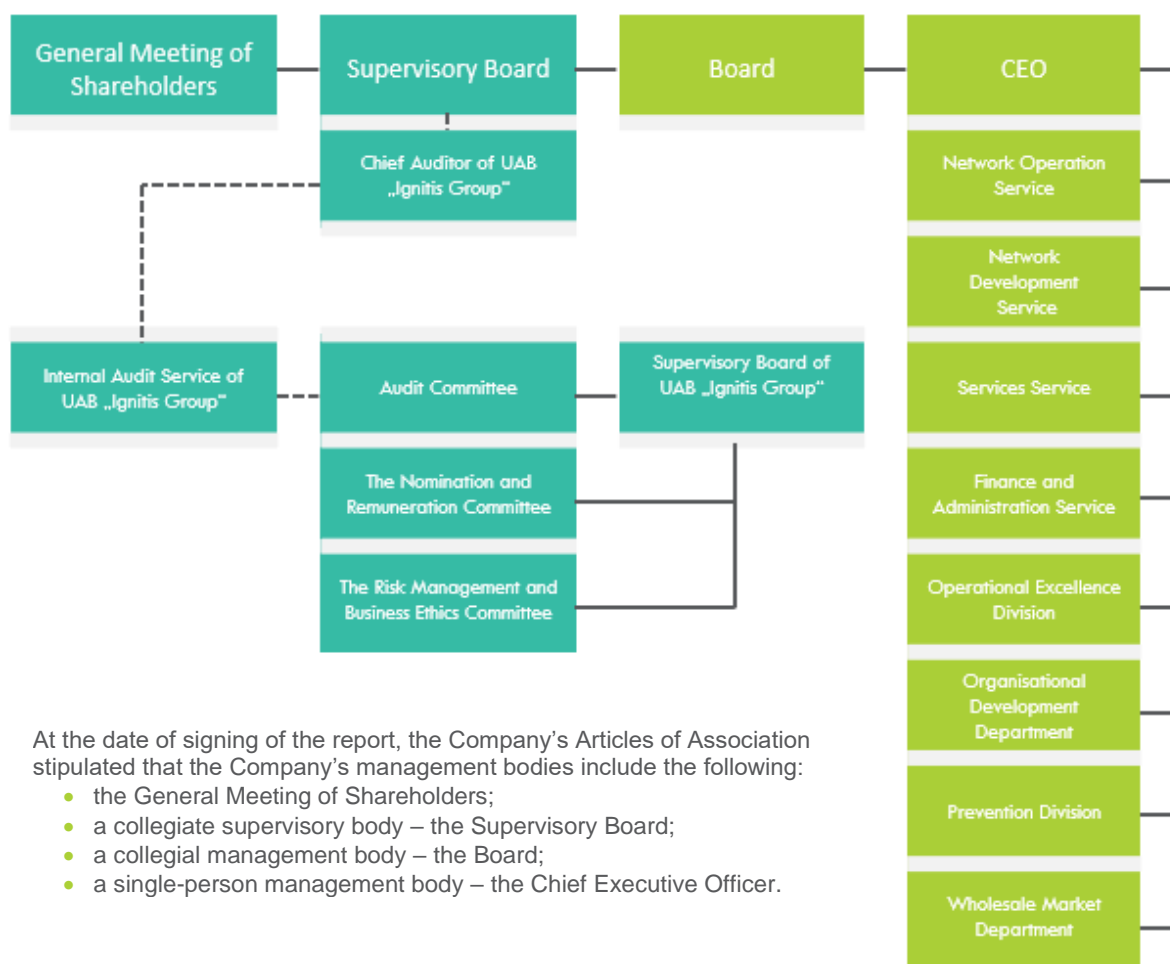 General Meeting of
Shareholders
Supervisory Board
Board
CEO
Chief Auditor of UAB
„Ignitis Group“
Network Operation
Service
Network
Development
Service
Internal Audit Service of
UAB „Ignitis Group“
Audit Committee
Supervisory Board of
UAB „Ignitis Group“
Services Service
The Nomination and
Remuneration Committee
Finance and
Administration Service
The Risk Management and
Business Ethics Committee
Operational Excellence
Division
Organisational
Development
Department
Prevention Division
Wholesale Market
Department
At the date of signing of the report, the Company’s Articles of Association
stipulated that the Company’s management bodies include the following:
• the General Meeting of Shareholders;
• a collegiate supervisory body – the Supervisory Board;
• a collegial management body – the Board;
• a single-person management body – the Chief Executive Officer.